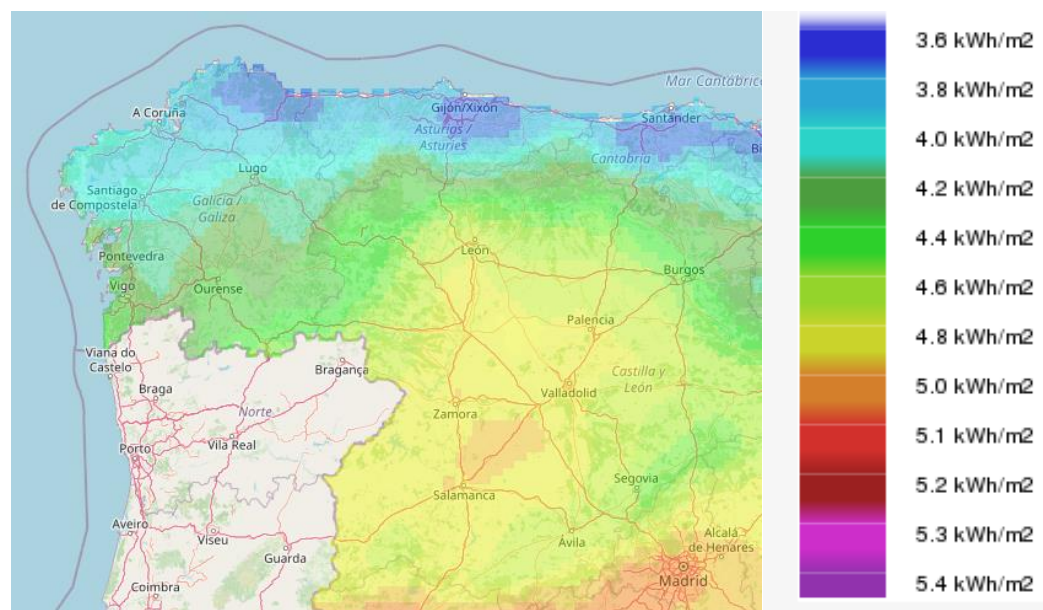 3.6 kWh/m2
Mar Cantábrico
3.8 kWh/m2
Gijón/Xixón
A Coruña
Santander
Asturias /
Asturies
4.0 kWh/m2
Cantabria
Lugo
Santiago
de Compostela
4.2 kWh/m2
Galicia /
Galiza
4.4 kWh/m2
León
Pontevedra
Burgos
Vigo
Ourense
4.6 kWh/m2
Palencia
4.8 kWh/m2
Viana do
Castelo
Bragança
Castilla y
León
Braga
Valladolid
5.0 kWh/m2
Norte
Zamora
5.1 kWh/m2
Porto
Vila Real
Segovia
5.2 kWh/m2
Salamanca
Aveiro
Viseu
Ávila
Alcalá
de Henares
5.3 kWh/m2
Guarda
Madrid
5.4 kWh/m2
Coimbra